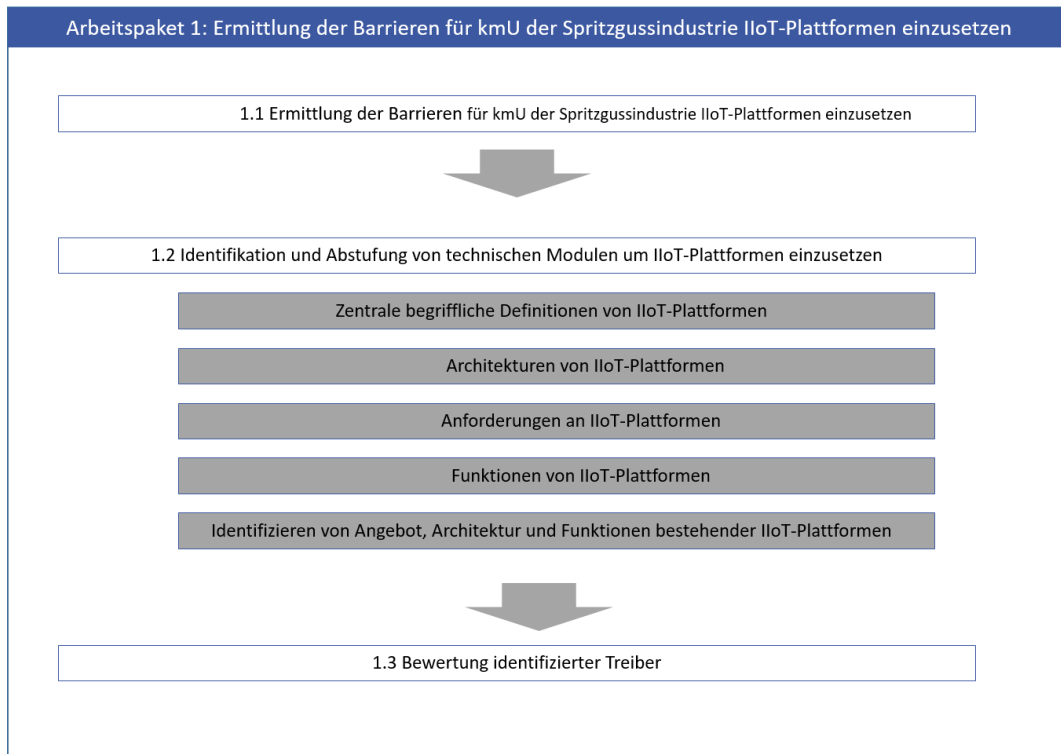 Arbeitspaket 1: Ermittlung der Barrieren für kmU der Spritzgussindustrie IIoT-Plattformen einzusetzen
1.1 Ermittlung der Barrieren für kmU der Spritzgussindustrie IIoT-Plattformen einzusetzen
1.2 Identifikation und Abstufung von technischen Modulen um IIoT-Plattformen einzusetzen
Zentrale begriffliche Definitionen von IIoT-Plattformen
Architekturen von IIoT-Plattformen
Anforderungen an IIoT-Plattformen
Funktionen von IIoT-Plattformen
Identifizieren von Angebot, Architektur und Funktionen bestehender IIoT-Plattformen
1.3 Bewertung identifizierter Treiber